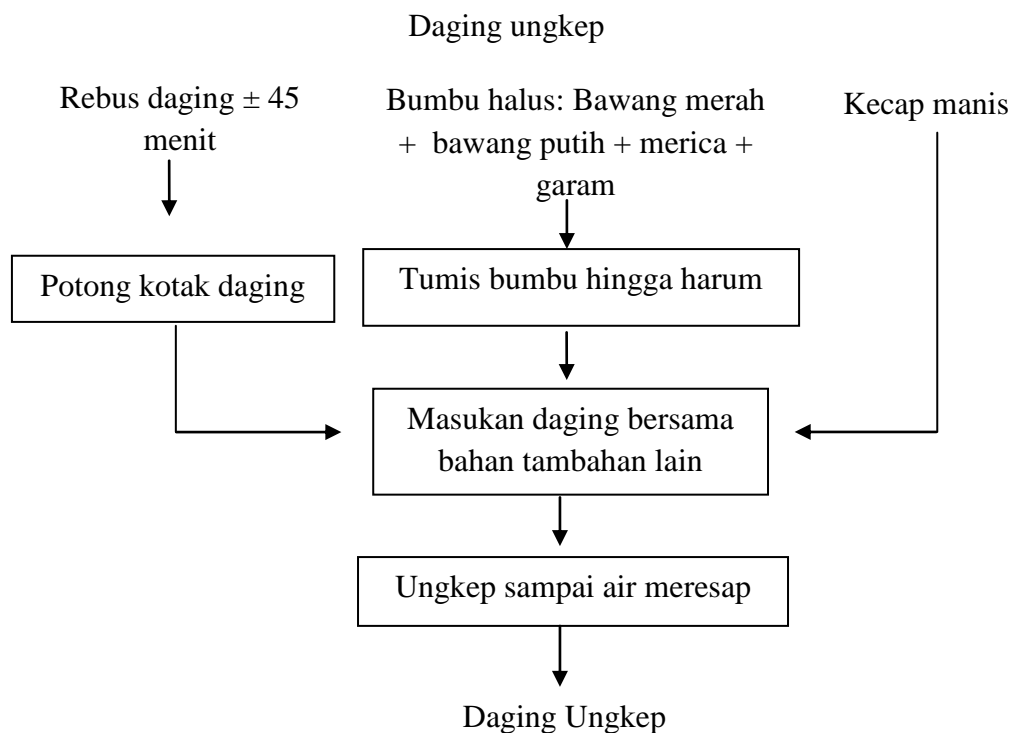 Daging ungkep
Rebus daging ± 45
menit
Bumbu halus: Bawang merah
+ bawang putih + merica +
garam
Kecap manis
Potong kotak daging
Tumis bumbu hingga harum
Masukan daging bersama
bahan tambahan lain
Ungkep sampai air meresap
Daging Ungkep